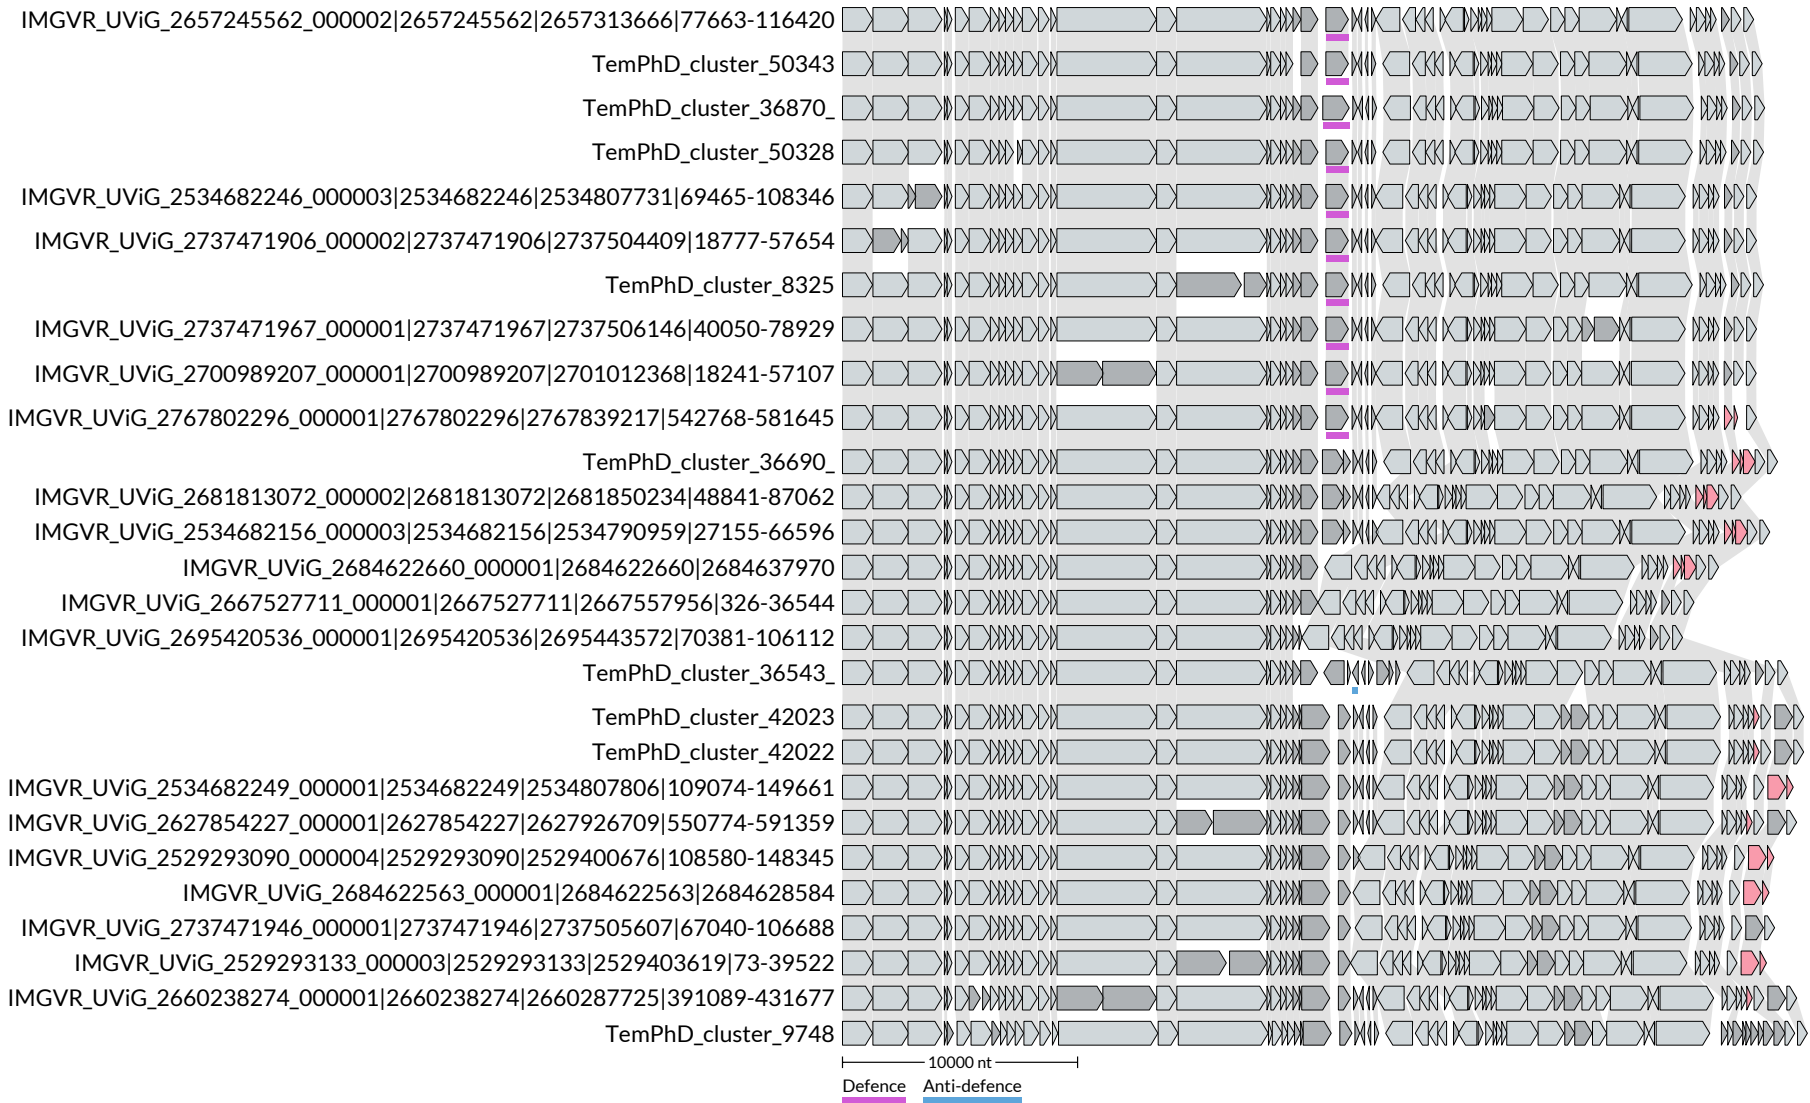 IMGVR_UViG_2657245562_000002|2657245562|2657313666|77663-116420
TemPhD_cluster_50343
TemPhD_cluster_36870_
TemPhD_cluster_50328
IMGVR_UViG_2534682246_000003|2534682246|2534807731|69465-108346
IMGVR_UViG_2737471906_000002|2737471906|2737504409|18777-57654
TemPhD_cluster_8325
IMGVR_UViG_2737471967_000001|2737471967|2737506146|40050-78929
IMGVR_UViG_2700989207_000001|2700989207|2701012368|18241-57107
IMGVR_UViG_2767802296_000001|2767802296|2767839217|542768-581645
TemPhD_cluster_36690_
IMGVR_UViG_2681813072_000002|2681813072|2681850234|48841-87062
IMGVR_UViG_2534682156_000003|2534682156|2534790959|27155-66596
IMGVR_UViG_2684622660_000001|2684622660|2684637970
IMGVR_UViG_2667527711_000001|2667527711|2667557956|326-36544
IMGVR_UViG_2695420536_000001|2695420536|2695443572|70381-106112
TemPhD_cluster_36543_
TemPhD_cluster_42023
TemPhD_cluster_42022
IMGVR_UViG_2534682249_000001|2534682249|2534807806|109074-149661
IMGVR_UViG_2627854227_000001|2627854227|2627926709|550774-591359
IMGVR_UViG_2529293090_000004|2529293090|2529400676|108580-148345
IMGVR_UViG_2684622563_000001|2684622563|2684628584
IMGVR_UViG_2737471946_000001|2737471946|2737505607|67040-106688
IMGVR_UViG_2529293133_000003|2529293133|2529403619|73-39522
IMGVR_UViG_2660238274_000001|2660238274|2660287725|391089-431677
TemPhD_cluster_9748
10000 nt
Defence Anti-defence